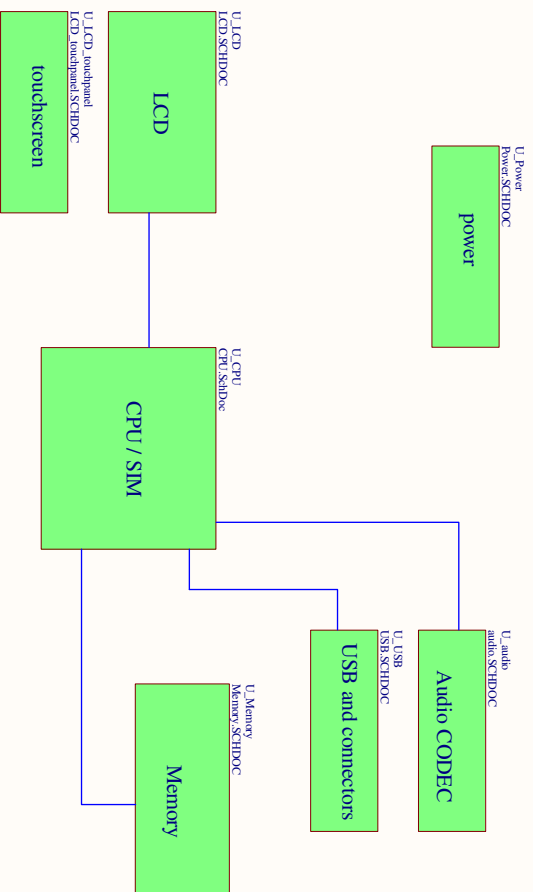 U_Power
Power.SCHDOC
power
U_LCD
LCD.SCHDOC
LCD
U_LCD_touchpanel
LCD_touchpanel.SCHDOC
touchscreen
U_CPU
CPU.SchDoc
CPU / SIM
U_audio
audio.SCHDOC
Audio CODEC
U_USB
USB.SCHDOC
USB and connectors
U_Memory
Memory.SCHDOC
Memory